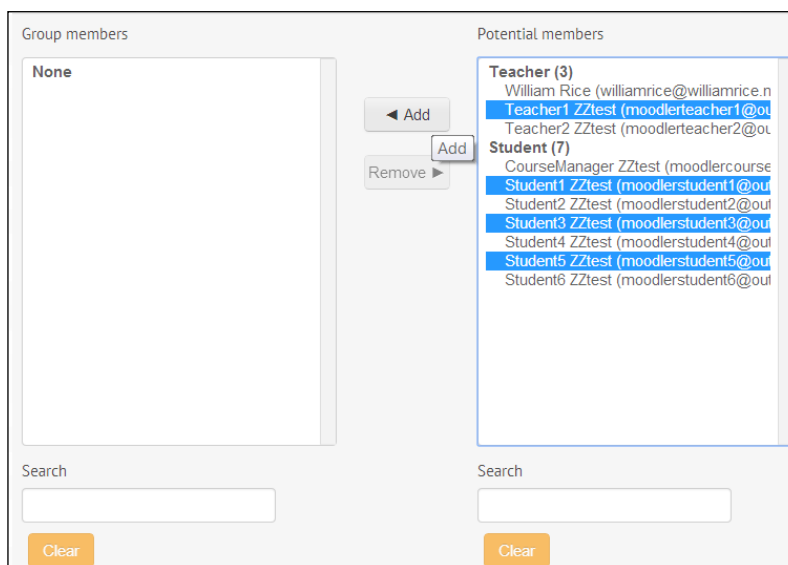 Group members
None
◄ Add
Add
Remove ►
Search
Clear
Potential members
Teacher (3)
William Rice (williamrice@williamrice.n
Teacher1 ZZtest (moodlerteacher1@ou
Teacher2 ZZtest (moodlerteacher2@ou
Student (7)
CourseManager ZZtest (moodlercourse
Student1 ZZtest (moodlerstudent1@out
Student2 ZZtest (moodlerstudent2@out
Student3 ZZtest (moodlerstudent3@out
Student4 ZZtest (moodlerstudent4@out
Student5 ZZtest (moodlerstudent5@out
Student6 ZZtest (moodlerstudent6@out
Search
Clear